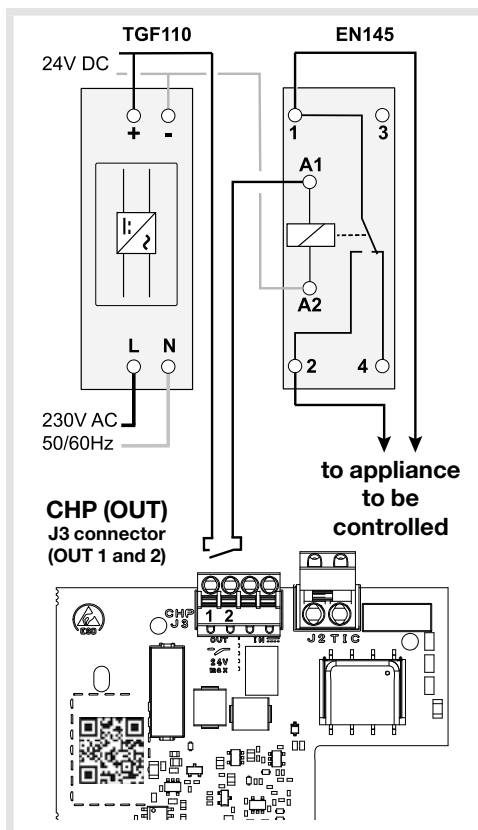 TGF110
EN145
24V DC
+ -
1
3
A1
A2
L N
2
4
230V AC
50/60Hz
to appliance
to be
controlled
CHP (OUT)
J3 connector
(OUT 1 and 2)
ESD
CHP
J3
1 2
OUT
IN
24V
max
J2 TIC